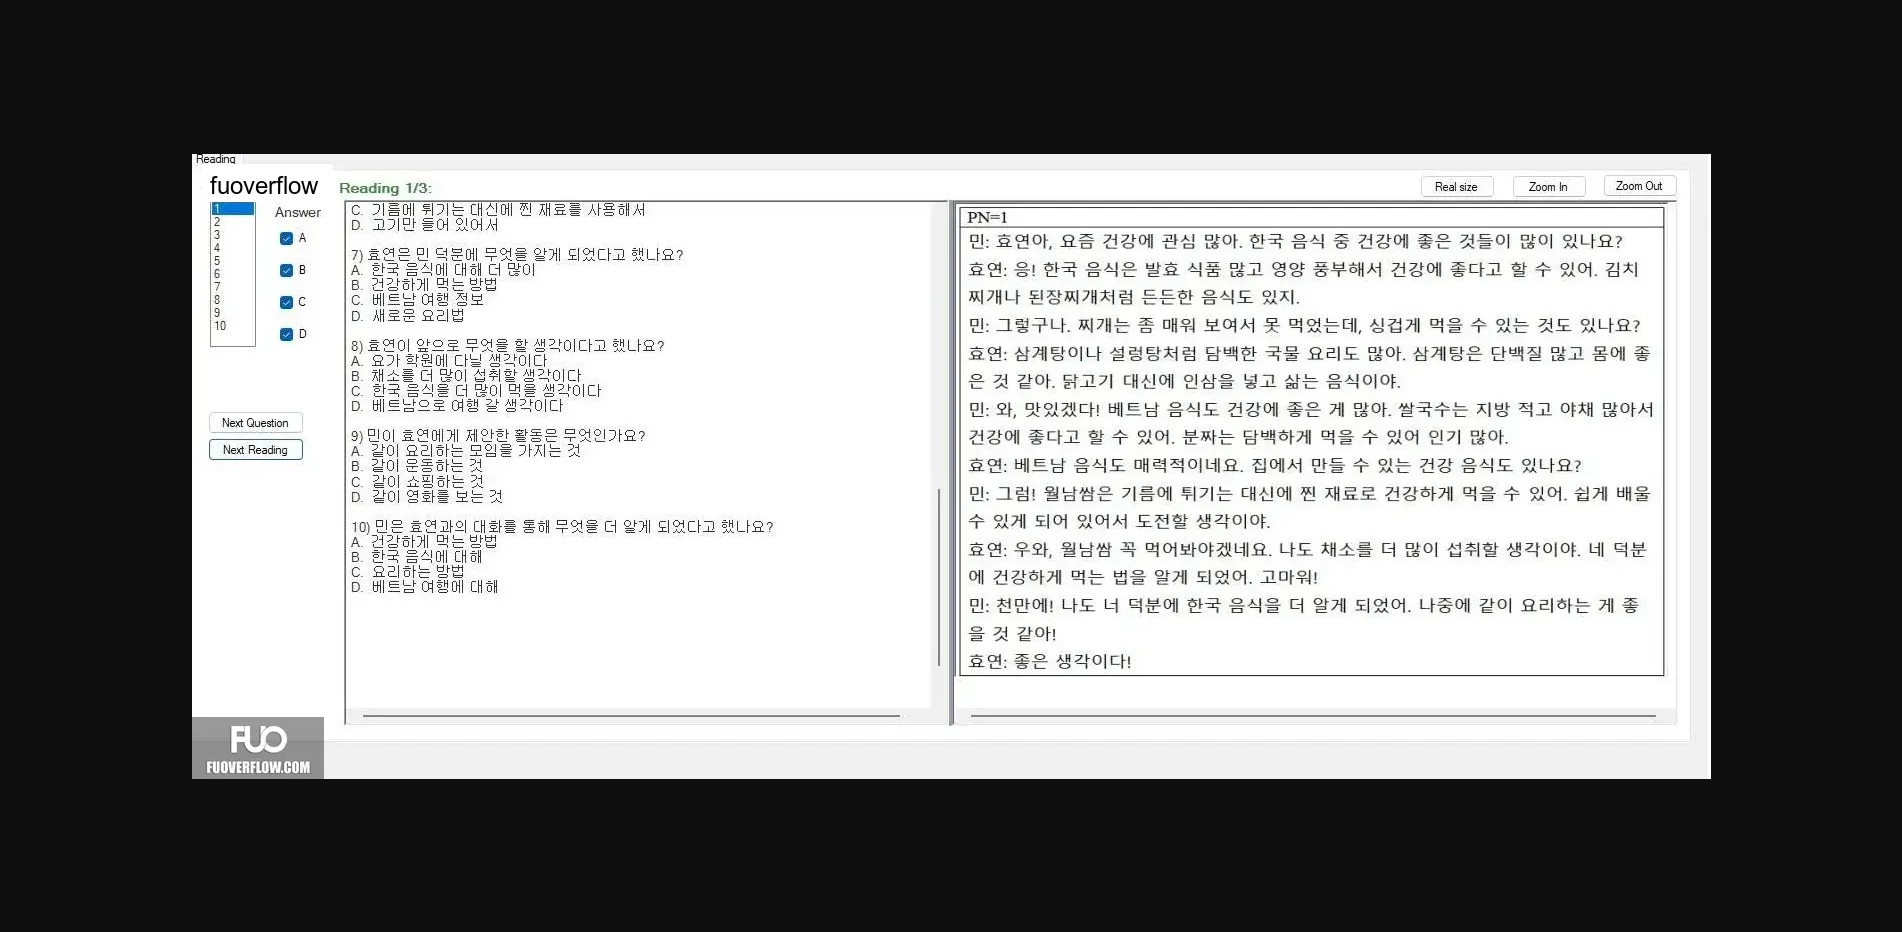 Reading
fuoverflow
Reading 1/3:
Real size
Zoom In
Zoom Out
1
2
3
4
5
6
7
8
9
10
Answer
A
B
C
D
Next Question
Next Reading
C. 기름에 튀기는 대신에 찐 재료를 사용해서
D. 고기만 들어 있어서
7) 효연은 민 덕분에 무엇을 알게 되었다고 했나요?
A. 한국 음식에 대해 더 많이
B. 건강하게 먹는 방법
C. 베트남 여행 정보
D. 새로운 요리법
8) 효연이 앞으로 무엇을 할 생각이다고 했나요?
A. 요가 학원에 다닐 생각이다
B. 채소를 더 많이 섭취할 생각이다
C. 한국 음식을 더 많이 먹을 생각이다
D. 베트남으로 여행 갈 생각이다
9) 민이 효연에게 제안한 활동은 무엇인가요?
A. 같이 요리하는 모임을 가지는 것
B. 같이 운동하는 것
C. 같이 쇼핑하는 것
D. 같이 영화를 보는 것
10) 민은 효연과의 대화를 통해 무엇을 더 알게 되었다고 했나요?
A. 건강하게 먹는 방법
B. 한국 음식에 대해
C. 요리하는 방법
D. 베트남 여행에 대해
PN=1
민: 효연아, 요즘 건강에 관심 많아. 한국 음식 중 건강에 좋은 것들이 많이 있나요?
효연: 응! 한국 음식은 발효 식품 많고 영양 풍부해서 건강에 좋다고 할 수 있어. 김치
찌개나 된장찌개처럼 든든한 음식도 있지.
민: 그렇구나. 찌개는 좀 매워 보여서 못 먹었는데, 싱겁게 먹을 수 있는 것도 있나요?
효연: 삼계탕이나 설렁탕처럼 담백한 국물 요리도 많아. 삼계탕은 단백질 많고 몸에 좋
은 것 같아. 닭고기 대신에 인삼을 넣고 삶는 음식이야.
민: 와, 맛있겠다! 베트남 음식도 건강에 좋은 게 많아. 쌀국수는 지방 적고 야채 많아서
건강에 좋다고 할 수 있어. 분짜는 담백하게 먹을 수 있어 인기 많아.
효연: 베트남 음식도 매력적이네요. 집에서 만들 수 있는 건강 음식도 있나요?
민: 그럼! 월남쌈은 기름에 튀기는 대신에 찐 재료로 건강하게 먹을 수 있어. 쉽게 배울
수 있게 되어 있어서 도전할 생각이야.
효연: 우와, 월남쌈 꼭 먹어봐야겠네요. 나도 채소를 더 많이 섭취할 생각이야. 네 덕분
에 건강하게 먹는 법을 알게 되었어. 고마워!
민: 천만에! 나도 너 덕분에 한국 음식을 더 알게 되었어. 나중에 같이 요리하는 게 좋
을 것 같아!
효연: 좋은 생각이다!
FUO
FUOVERFLOW.COM